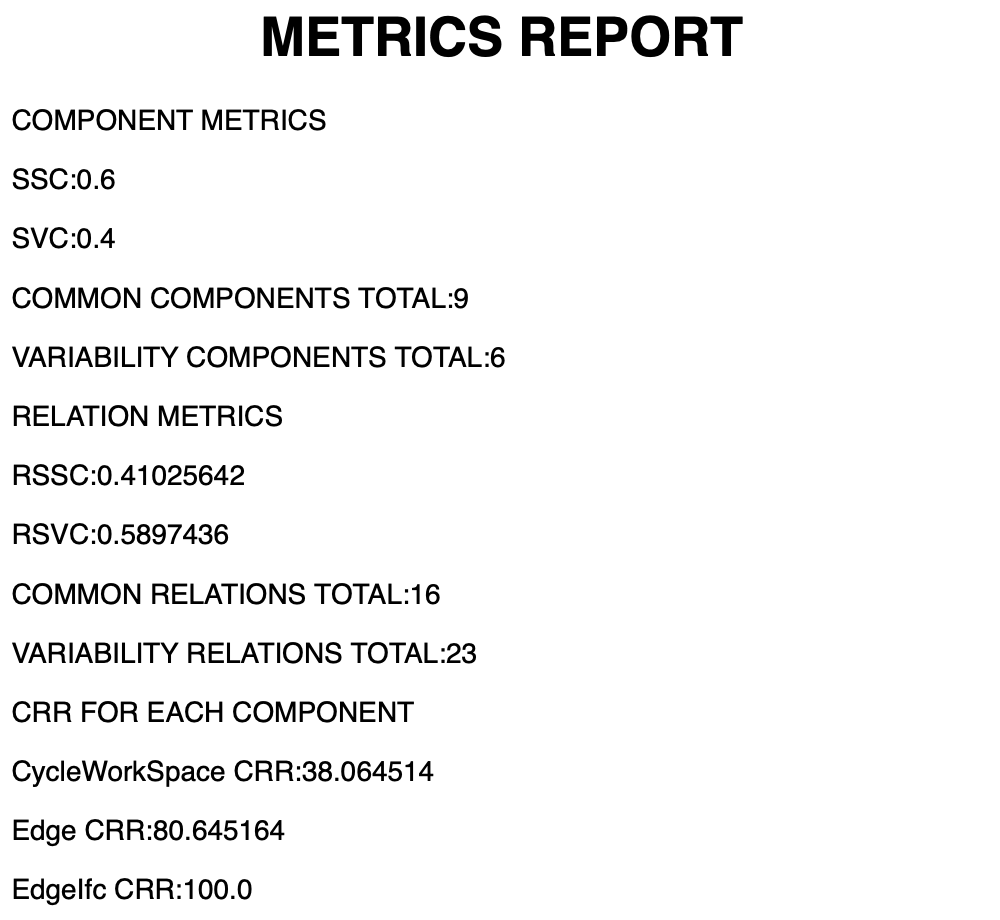 METRICS REPORT
COMPONENT METRICS
SSC:0.6
SVC:0.4
COMMON COMPONENTS TOTAL:9
VARIABILITY COMPONENTS TOTAL:6
RELATION METRICS
RSSC:0.41025642
RSVC:0.5897436
COMMON RELATIONS TOTAL:16
VARIABILITY RELATIONS TOTAL:23
CRR FOR EACH COMPONENT
CycleWorkSpace CRR:38.064514
Edge CRR:80.645164
EdgeIfc CRR:100.0